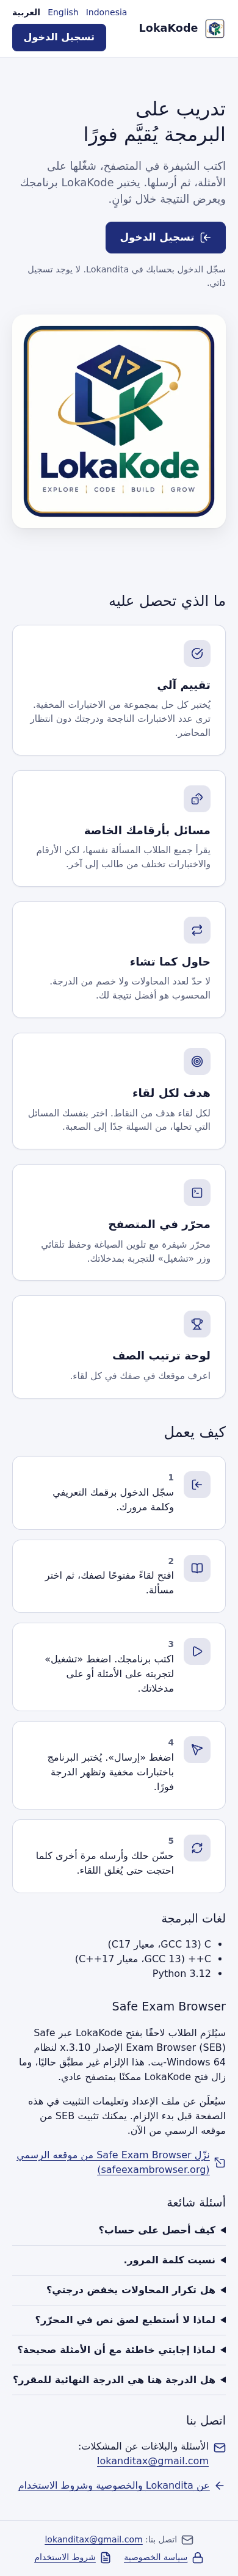 LokaKode
العربية English Indonesia
تسجيل الدخول
تدريب على
البرمجة يُقيَّم فورًا
اكتب الشيفرة في المتصفح، شغّلها على
الأمثلة، ثم أرسلها. يختبر LokaKode برنامجك
ويعرض النتيجة خلال ثوانٍ.
تسجيل الدخول
سجّل الدخول بحسابك في Lokandita. لا يوجد تسجيل
ذاتي.
LokaKode
EXPLORE | CODE | BUILD | GROW
ما الذي تحصل عليه
تقييم آلي
يُختبر كل حل بمجموعة من الاختبارات المخفية.
ترى عدد الاختبارات الناجحة ودرجتك دون انتظار
المحاضر.
مسائل بأرقامك الخاصة
يقرأ جميع الطلاب المسألة نفسها، لكن الأرقام
والاختبارات تختلف من طالب إلى آخر.
حاول كما تشاء
لا حدّ لعدد المحاولات ولا خصم من الدرجة.
المحسوب هو أفضل نتيجة لك.
هدف لكل لقاء
لكل لقاء هدف من النقاط. اختر بنفسك المسائل
التي تحلها، من السهلة جدًا إلى الصعبة.
محرّر في المتصفح
محرّر شيفرة مع تلوين الصياغة وحفظ تلقائي
وزر «تشغيل» للتجربة بمدخلاتك.
لوحة ترتيب الصف
اعرف موقعك في صفك في كل لقاء.
كيف يعمل
1
سجّل الدخول برقمك التعريفي
وكلمة مرورك.
2
افتح لقاءً مفتوحًا لصفك، ثم اختر
مسألة.
3
اكتب برنامجك. اضغط «تشغيل»
لتجربته على الأمثلة أو على
مدخلاتك.
4
اضغط «إرسال». يُختبر البرنامج
باختبارات مخفية وتظهر الدرجة
فورًا.
5
حسّن حلك وأرسله مرة أخرى كلما
احتجت حتى يُغلق اللقاء.
لغات البرمجة
• C (GCC 13، معيار C17)
• C++ (GCC 13، معيار C++17)
• Python 3.12
Safe Exam Browser
سيُلزَم الطلاب لاحقًا بفتح LokaKode عبر Safe
Exam Browser (SEB) الإصدار 3.10.x لنظام
Windows 64-بت. هذا الإلزام غير مطبَّق حاليًا، وما
زال فتح LokaKode ممكنًا بمتصفح عادي.
سيُعلَن عن ملف الإعداد وتعليمات التثبيت في هذه
الصفحة قبل بدء الإلزام. يمكنك تثبيت SEB من
موقعه الرسمي من الآن.
نزّل Safe Exam Browser من موقعه الرسمي
(safeexambrowser.org)
أسئلة شائعة
كيف أحصل على حساب؟
نسيت كلمة المرور.
هل تكرار المحاولات يخفض درجتي؟
لماذا لا أستطيع لصق نص في المحرّر؟
لماذا إجابتي خاطئة مع أن الأمثلة صحيحة؟
هل الدرجة هنا هي الدرجة النهائية للمقرر؟
اتصل بنا
الأسئلة والبلاغات عن المشكلات:
lokanditax@gmail.com
عن Lokandita والخصوصية وشروط الاستخدام
اتصل بنا: lokanditax@gmail.com
سياسة الخصوصية شروط الاستخدام